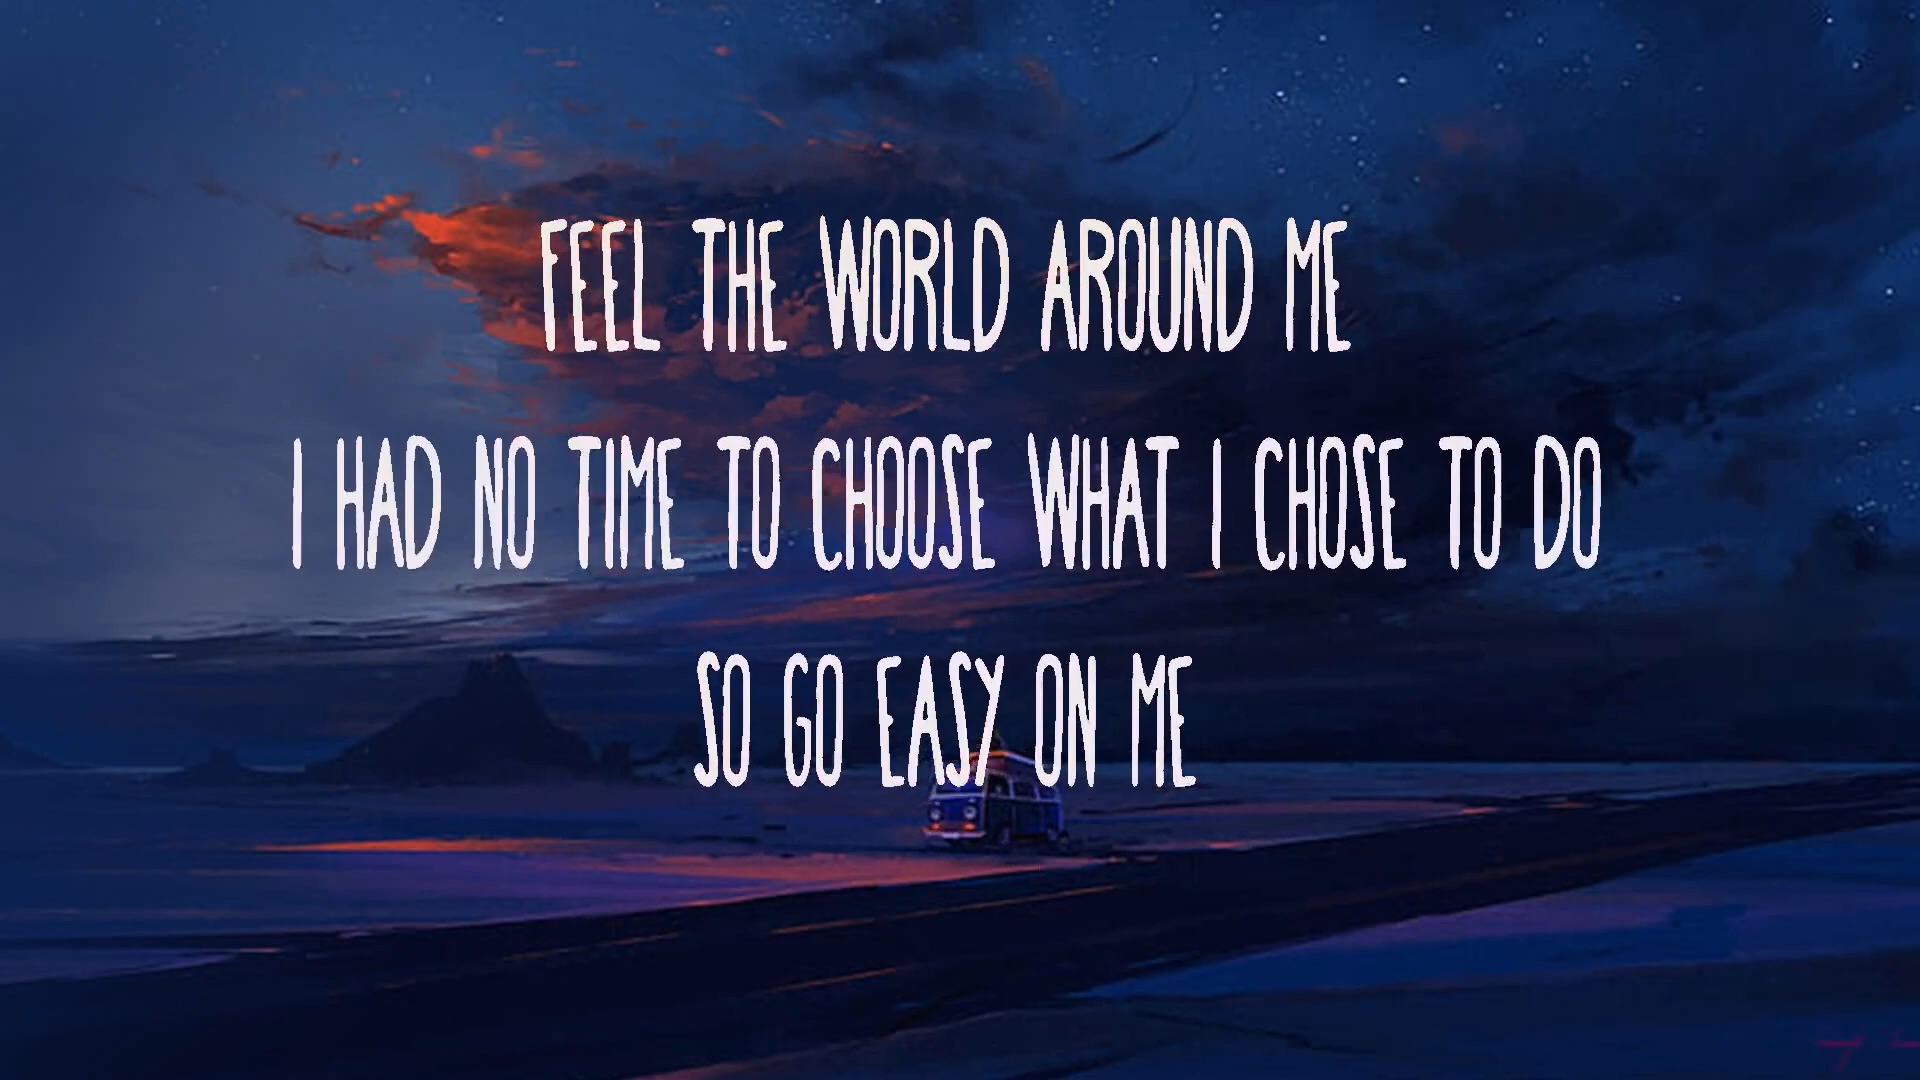 FEEL THE WORLD AROUND ME
I HAD NO TIME TO CHOOSE WHAT I CHOSE TO DO
SO GO EASY ON ME